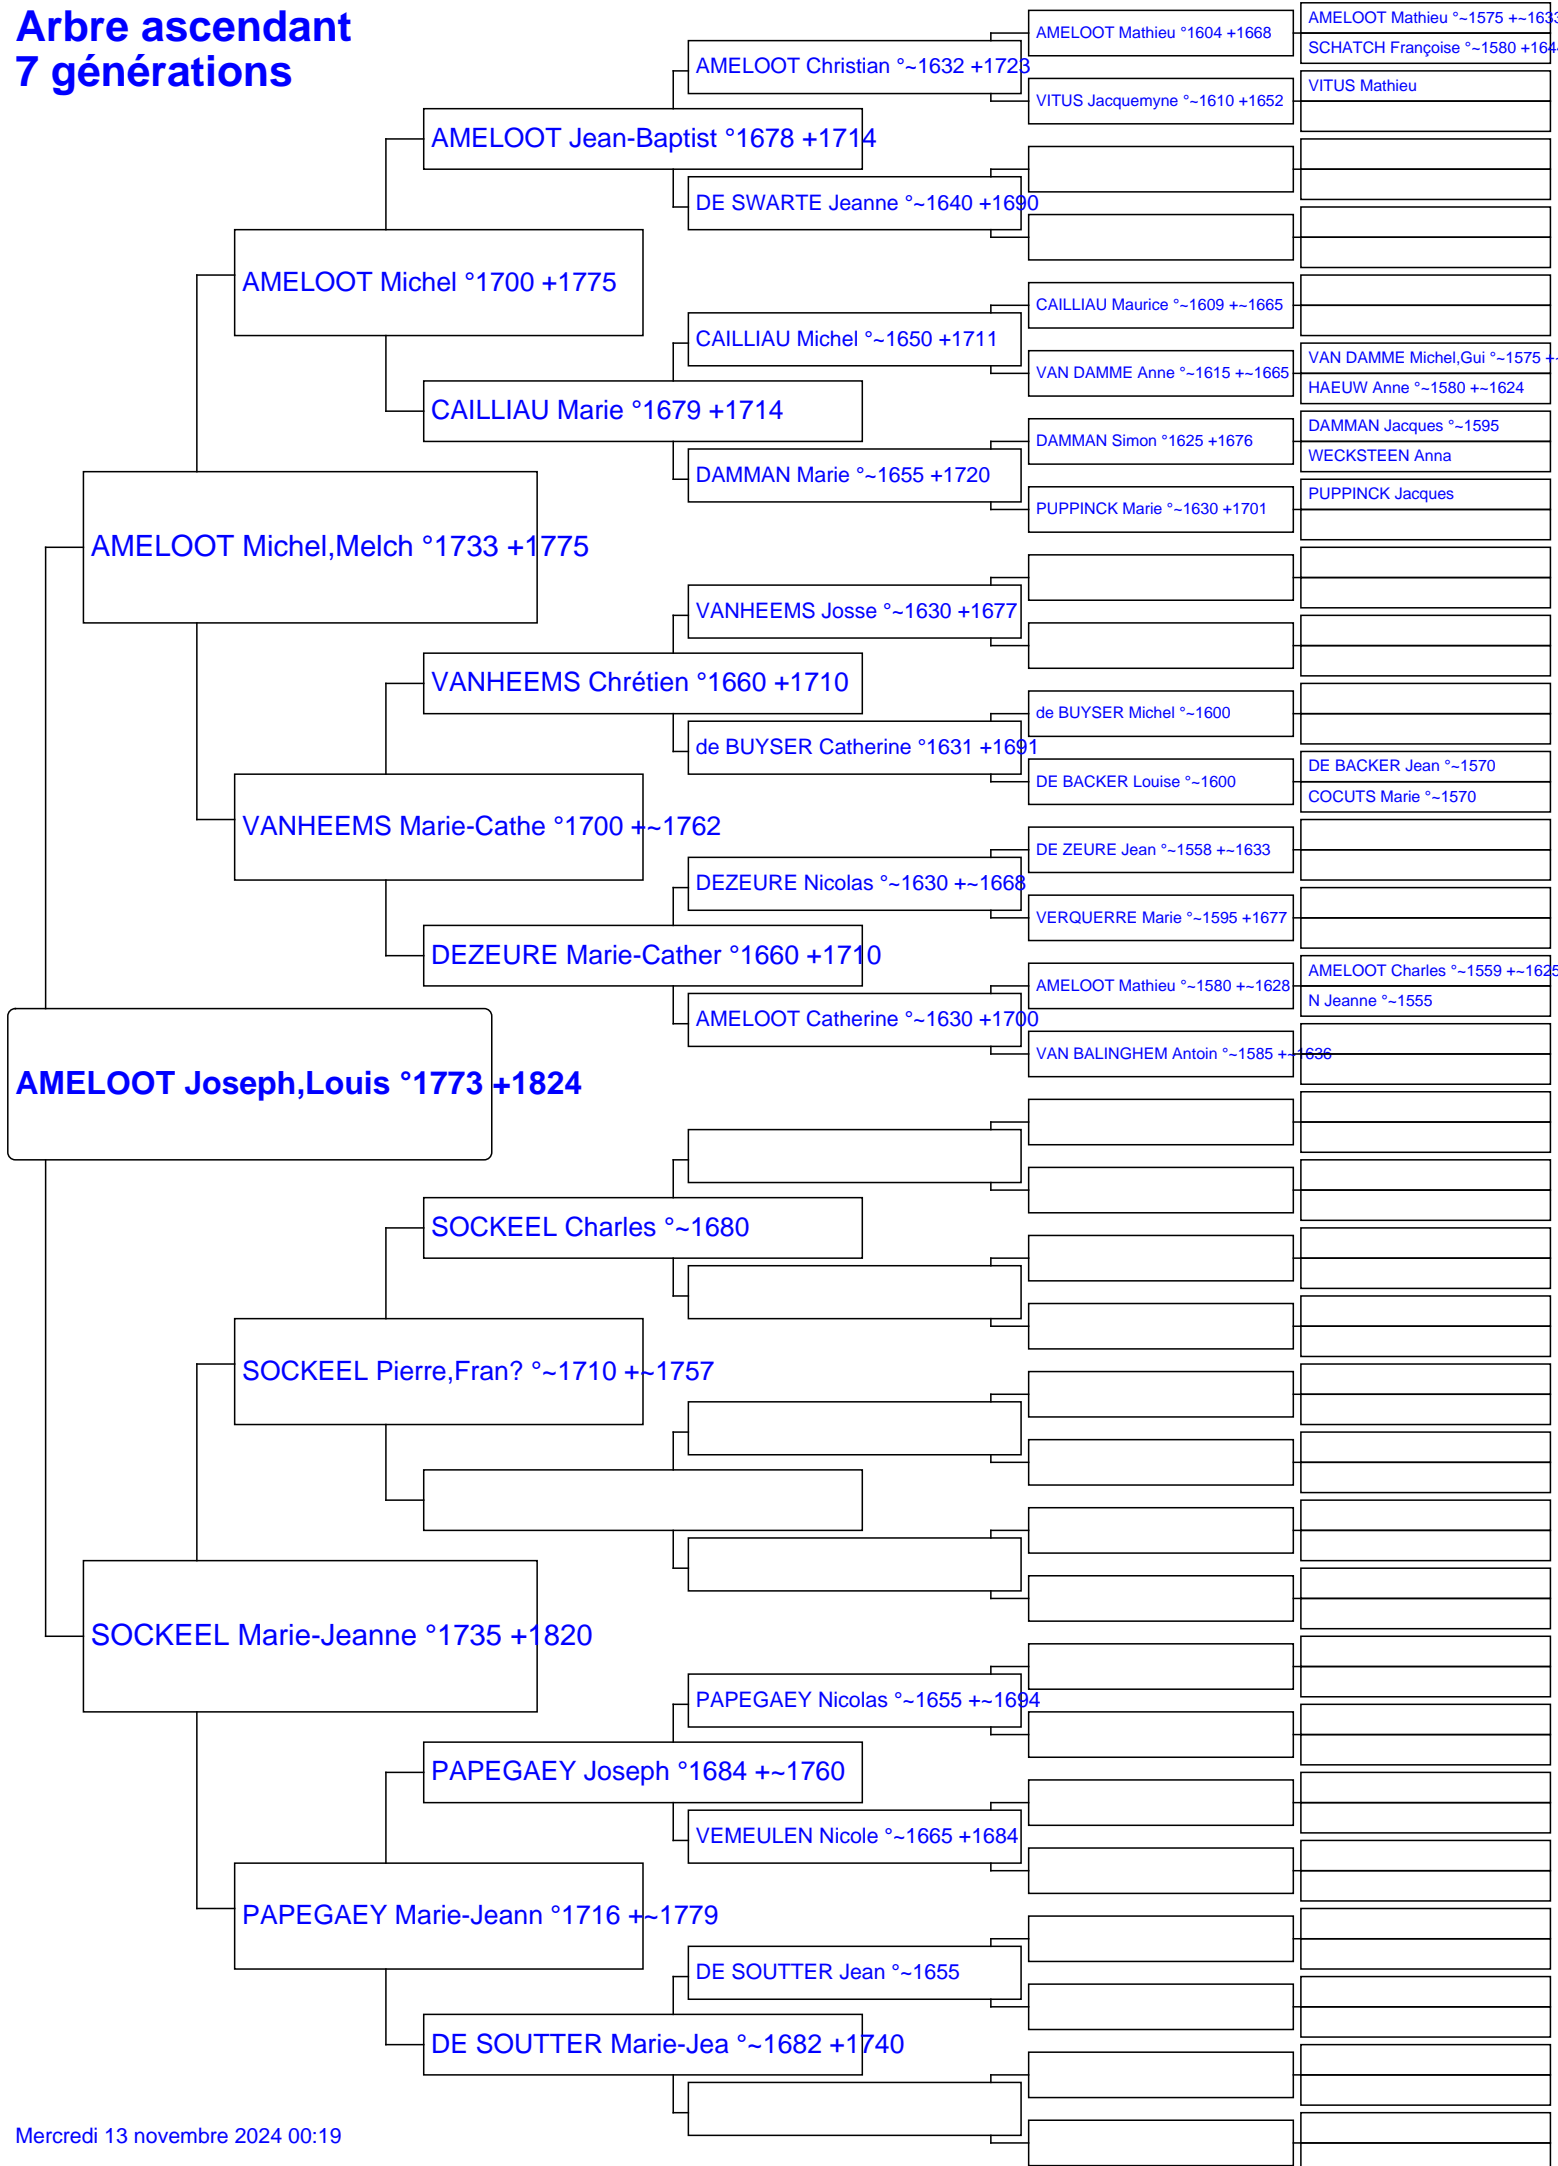 Arbre ascendant
7 générations
AMELOOT Joseph,Louis °1773 +1824
AMELOOT Michel,Melch °1733 +1775
SOCKEEL Marie-Jeanne °1735 +1820
AMELOOT Michel °1700 +1775
VANHEEMS Marie-Cathe °1700 +~1762
SOCKEEL Pierre,Fran? °~1710 +~1757
PAPEGAEY Marie-Jeann °1716 +~1779
AMELOOT Jean-Baptist °1678 +1714
CAILLIAU Marie °1679 +1714
VANHEEMS Chrétien °1660 +1710
DEZEURE Marie-Cather °1660 +1710
SOCKEEL Charles °~1680
PAPEGAEY Joseph °1684 +~1760
DE SOUTTER Marie-Jea °~1682 +1740
AMELOOT Christian °~1632 +1723
DE SWARTE Jeanne °~1640 +1690
CAILLIAU Michel °~1650 +1711
DAMMAN Marie °~1655 +1720
VANHEEMS Josse °~1630 +1677
de BUYSER Catherine °1631 +1691
DEZEURE Nicolas °~1630 +~1668
AMELOOT Catherine °~1630 +1700
PAPEGAEY Nicolas °~1655 +~1694
VEMEULEN Nicole °~1665 +1684
DE SOUTTER Jean °~1655
AMELOOT Mathieu °1604 +1668
VITUS Jacquemyne °~1610 +1652
CAILLIAU Maurice °~1609 +~1665
VAN DAMME Anne °~1615 +~1665
DAMMAN Simon °1625 +1676
PUPPINCK Marie °~1630 +1701
de BUYSER Michel °~1600
DE BACKER Louise °~1600
DE ZEURE Jean °~1558 +~1633
VERQUERRE Marie °~1595 +1677
AMELOOT Mathieu °~1580 +~1628
VAN BALINGHEM Antoin °~1585 +~1636
AMELOOT Mathieu °~1575 +~1633
SCHATCH Françoise °~1580 +164
VITUS Mathieu
VAN DAMME Michel,Gui °~1575 +~
HAEUW Anne °~1580 +~1624
DAMMAN Jacques °~1595
WECKSTEEN Anna
PUPPINCK Jacques
DE BACKER Jean °~1570
COCUTS Marie °~1570
AMELOOT Charles °~1559 +~1625
N Jeanne °~1555
Mercredi 13 novembre 2024 00:19